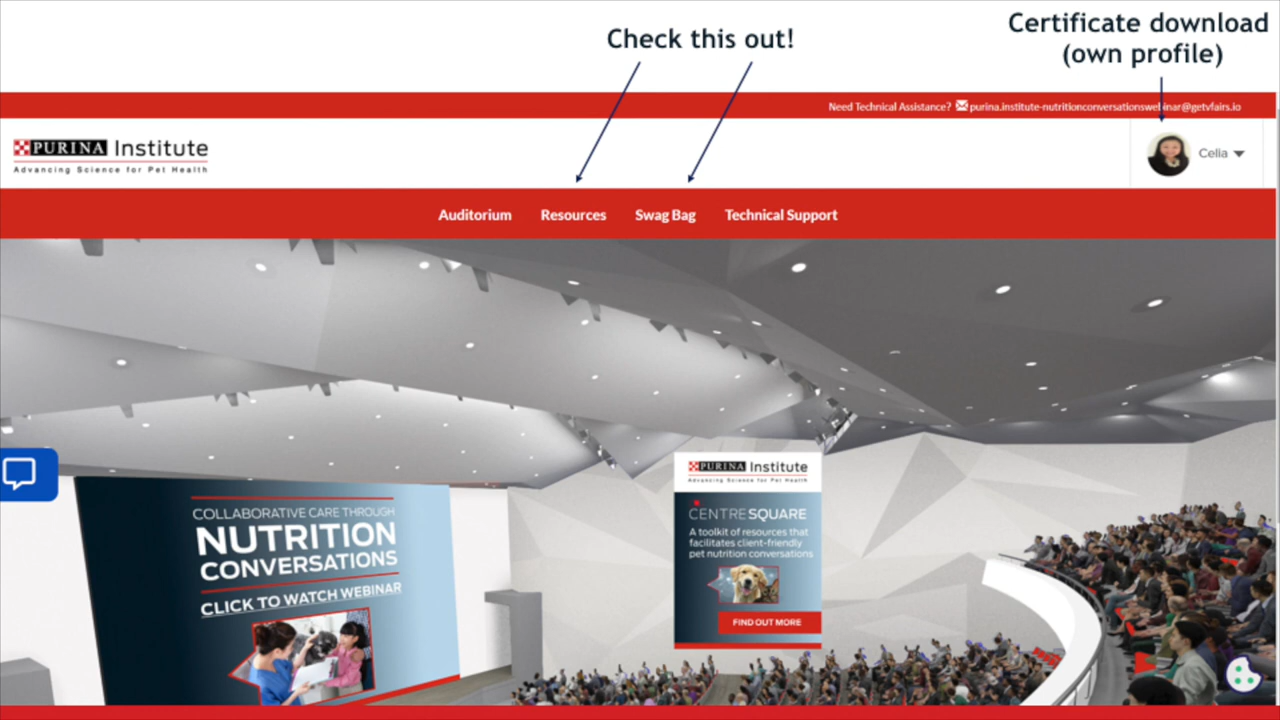 Check this out!
Certificate download
(own profile)
Need Technical Assistance? purina.institute-nutritionconversationswebinar@getvfairs.io
PURINA Institute
Advancing Science for Pet Health
Celia
Auditorium Resources Swag Bag Technical Support
COLLABORATIVE CARE THROUGH
NUTRITION
CONVERSATIONS
CLICK TO WATCH WEBINAR
PURINA Institute
Advancing Science for Pet Health
CENTRESQUARE
A toolkit of resources that
facilitates client-friendly
pet nutrition conversations
FIND OUT MORE